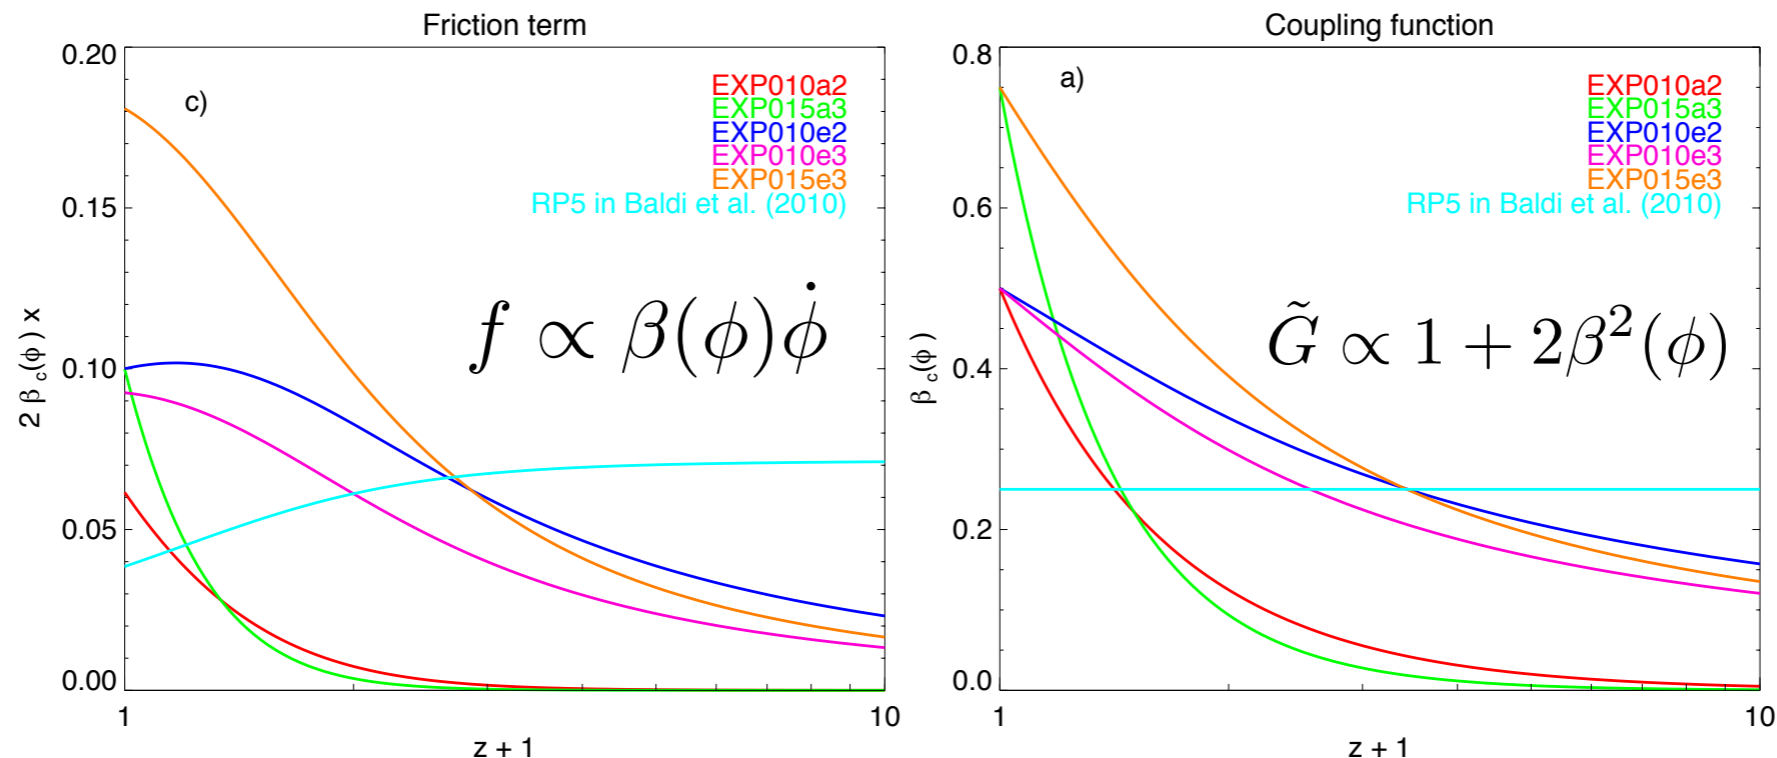 Friction term
0.20
0.15
0.10
0.05
0.00
2 β c(ϕ) x
c)
EXP010a2
EXP015a3
EXP010e2
EXP010e3
EXP015e3
RP5 in Baldi et al. (2010)
f ∝ β(ϕ)ϕ̇
1
10
z + 1
Coupling function
0.8
0.6
0.4
0.2
0.0
β c(ϕ)
a)
EXP010a2
EXP015a3
EXP010e2
EXP010e3
EXP015e3
RP5 in Baldi et al. (2010)
G̃ ∝ 1 + 2β²(ϕ)
1
10
z + 1